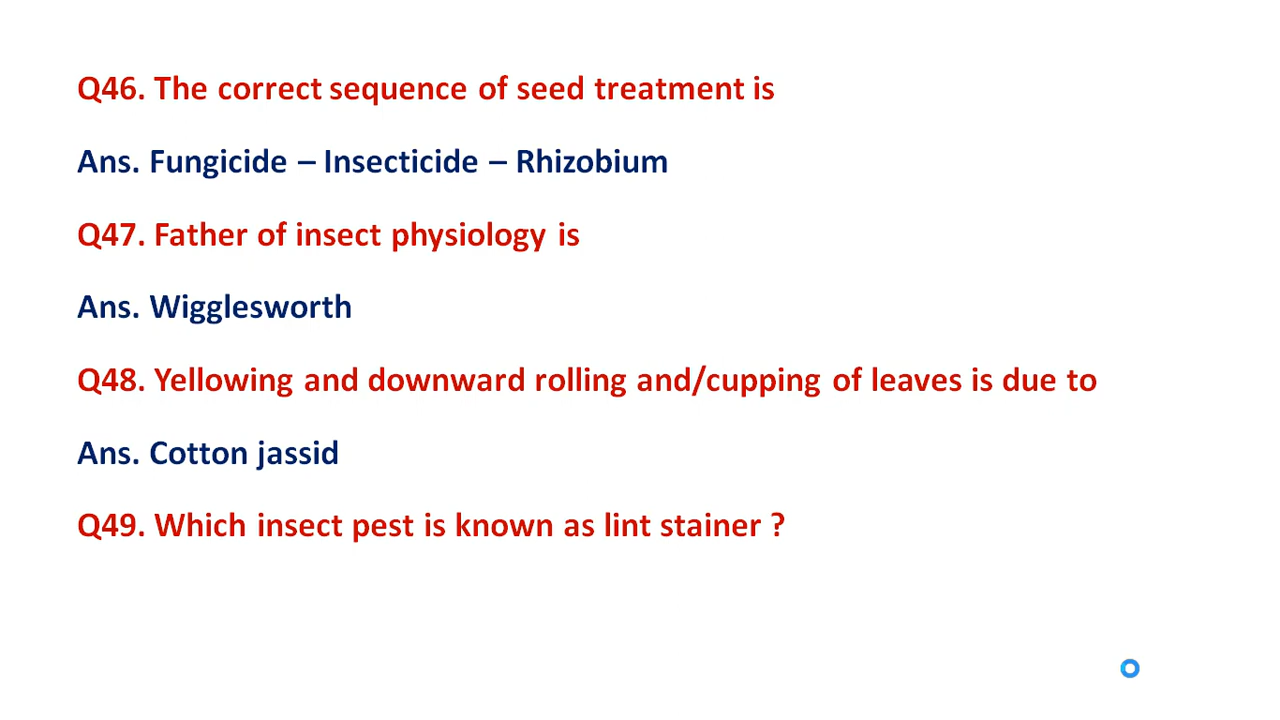 Q46. The correct sequence of seed treatment is
Ans. Fungicide – Insecticide – Rhizobium
Q47. Father of insect physiology is
Ans. Wigglesworth
Q48. Yellowing and downward rolling and/cupping of leaves is due to
Ans. Cotton jassid
Q49. Which insect pest is known as lint stainer ?